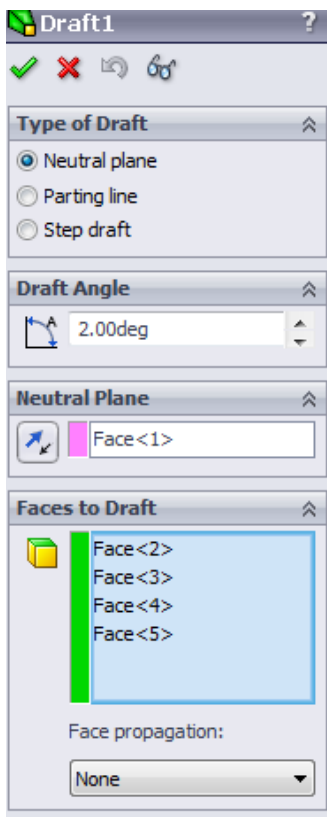 Draft1 ?
Type of Draft
Neutral plane
Parting line
Step draft
Draft Angle
A 2.00deg
Neutral Plane
Face<1>
Faces to Draft
Face<2>
Face<3>
Face<4>
Face<5>
Face propagation:
None